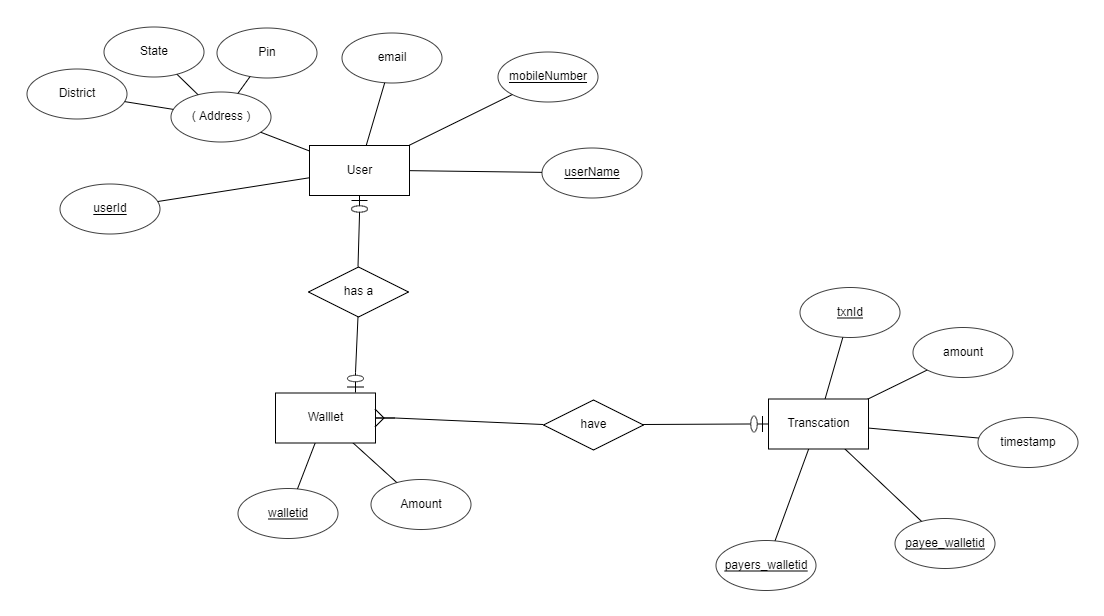 State
Pin
email
mobileNumber
District
( Address )
User
userName
userId
has a
txnId
amount
Walllet
have
Transcation
timestamp
walletid
Amount
payee_walletid
payers_walletid